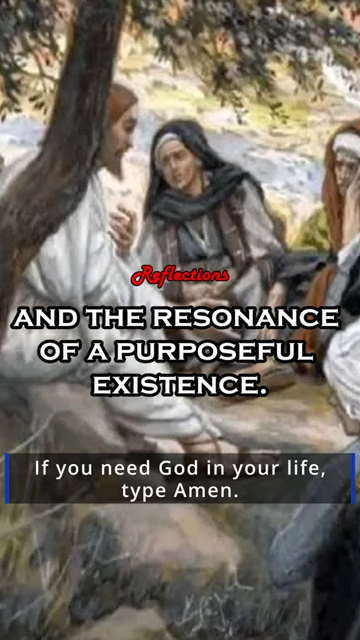 Reflections
AND THE RESONANCE
OF A PURPOSEFUL
EXISTENCE.
If you need God in your life,
type Amen.